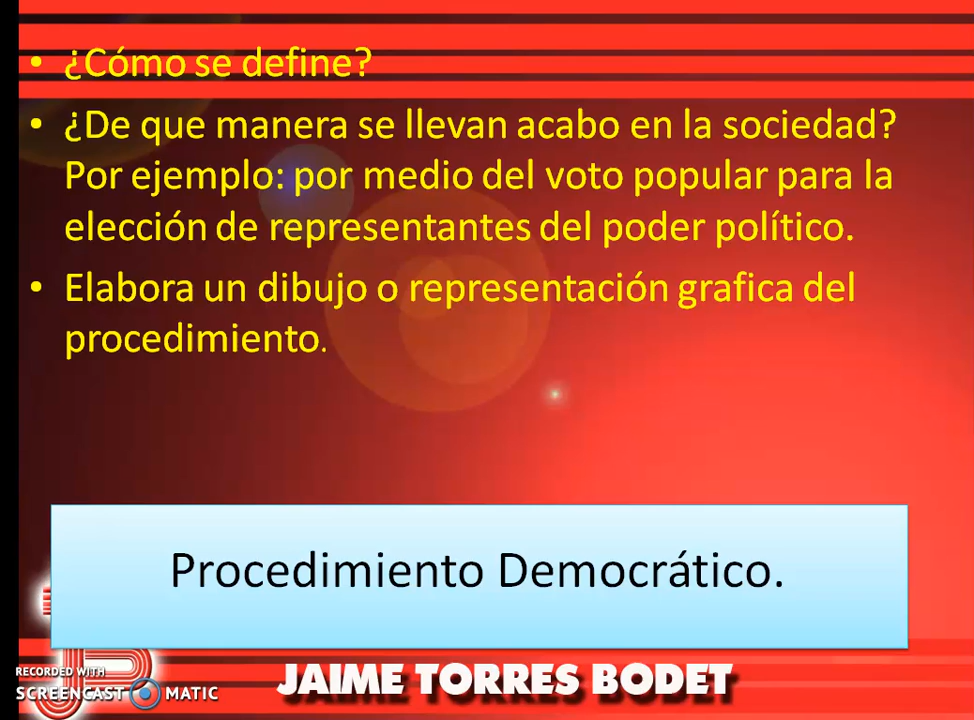 • ¿Cómo se define?
• ¿De que manera se llevan acabo en la sociedad?
Por ejemplo: por medio del voto popular para la
elección de representantes del poder político.
• Elabora un dibujo o representación grafica del
procedimiento.
Procedimiento Democrático.
RECORDED WITH
SCREENCAST MATIC
JAIME TORRES BODET